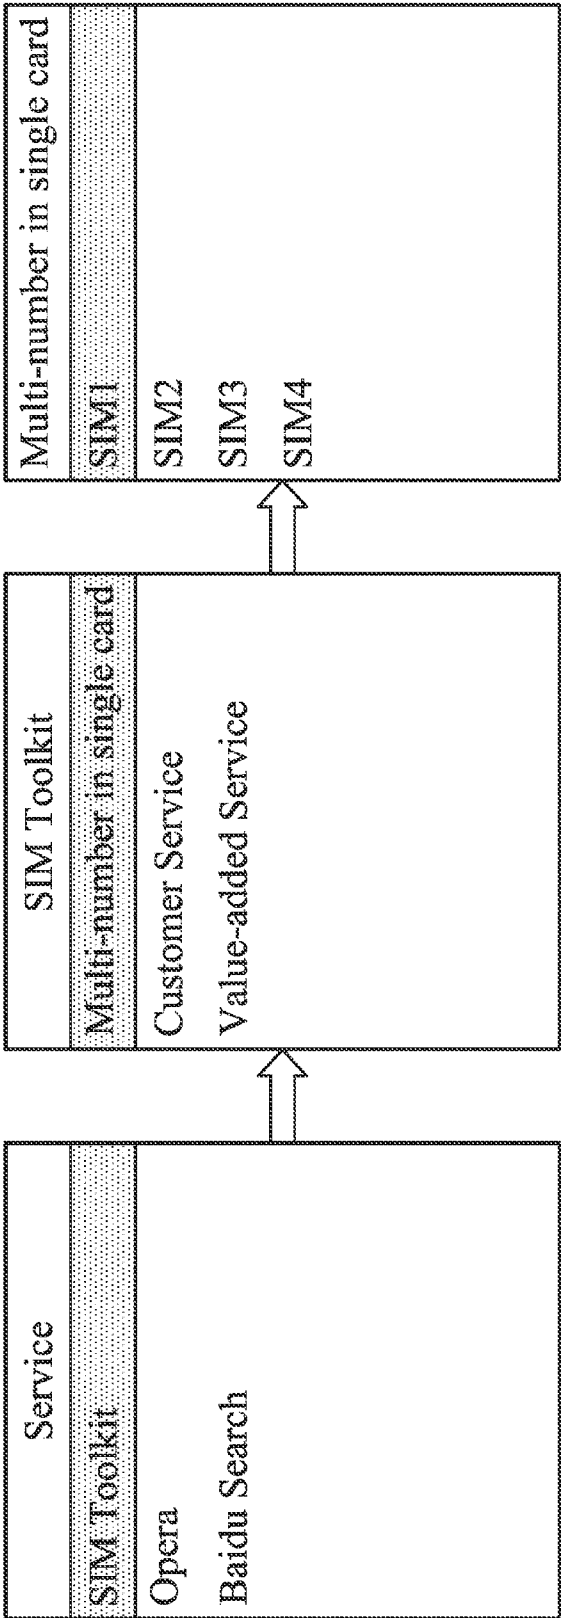 Service
SIM Toolkit
Opera
Baidu Search
SIM Toolkit
Multi-number in single card
Customer Service
Value-added Service
Multi-number in single card
SIM1
SIM2
SIM3
SIM4